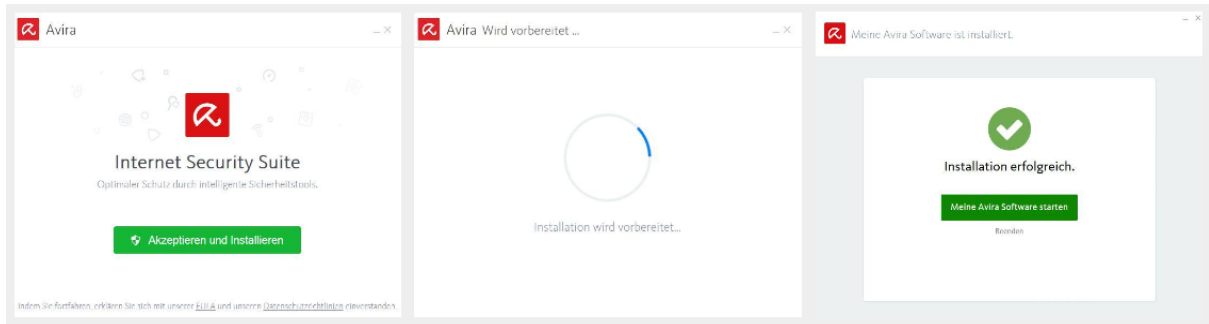 Avira
Internet Security Suite
Optimaler Schutz durch intelligente Sicherheitstools.
Akzeptieren und Installieren
Indem Sie fortfahren, erklären Sie sich mit unserer EULA und unseren Datenschutzrichtlinien einverstanden
Avira Wird vorbereitet ...
Installation wird vorbereitet...
Meine Avira Software ist installiert.
Installation erfolgreich.
Meine Avira Software starten
Beenden